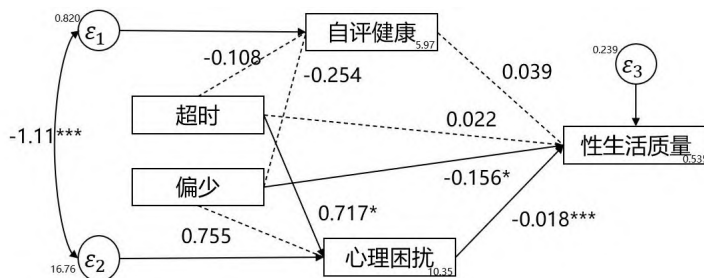 0.820
ε1
自评健康
5.97
-0.108
-0.254
0.039
0.239
ε3
超时
0.022
-1.11***
性生活质量
0.535
偏少
-0.156*
0.717*
-0.018***
0.755
ε2
16.76
心理困扰
10.35